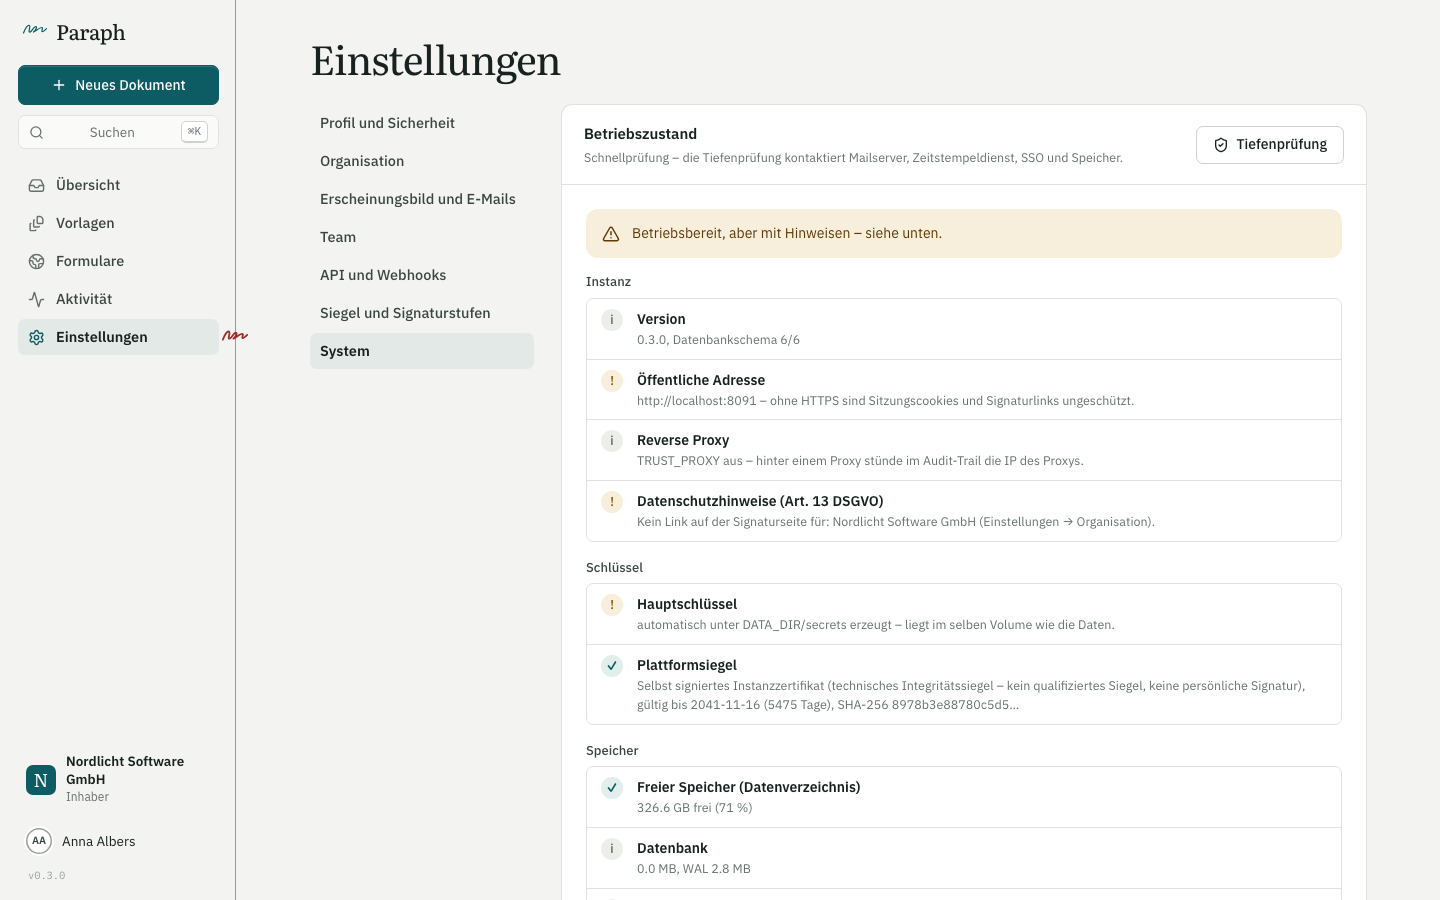 Paraph
Neues Dokument
Suchen ⌘K
Übersicht
Vorlagen
Formulare
Aktivität
Einstellungen
Nordlicht Software
GmbH
Inhaber
AA Anna Albers
v0.3.0
Einstellungen
Profil und Sicherheit
Organisation
Erscheinungsbild und E-Mails
Team
API und Webhooks
Siegel und Signaturstufen
System
Betriebszustand
Schnellprüfung – die Tiefenprüfung kontaktiert Mailserver, Zeitstempeldienst, SSO und Speicher.
Tiefenprüfung
Betriebsbereit, aber mit Hinweisen – siehe unten.
Instanz
Version
0.3.0, Datenbankschema 6/6
Öffentliche Adresse
http://localhost:8091 – ohne HTTPS sind Sitzungscookies und Signaturlinks ungeschützt.
Reverse Proxy
TRUST_PROXY aus – hinter einem Proxy stünde im Audit-Trail die IP des Proxys.
Datenschutzhinweise (Art. 13 DSGVO)
Kein Link auf der Signaturseite für: Nordlicht Software GmbH (Einstellungen → Organisation).
Schlüssel
Hauptschlüssel
automatisch unter DATA_DIR/secrets erzeugt – liegt im selben Volume wie die Daten.
Plattformsiegel
Selbst signiertes Instanzzertifikat (technisches Integritätssiegel – kein qualifiziertes Siegel, keine persönliche Signatur),
gültig bis 2041-11-16 (5475 Tage), SHA-256 8978b3e88780c5d5…
Speicher
Freier Speicher (Datenverzeichnis)
326.6 GB frei (71 %)
Datenbank
0.0 MB, WAL 2.8 MB